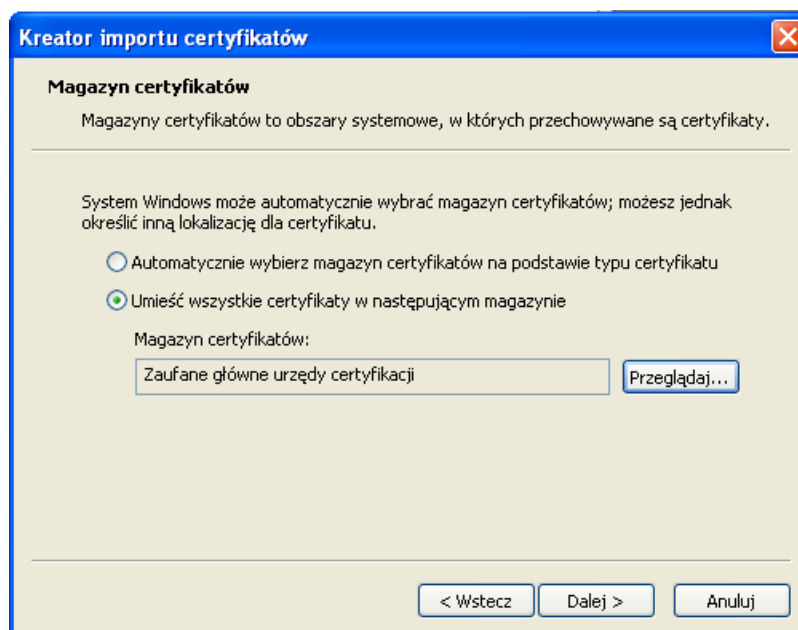 Kreator importu certyfikatów
Magazyn certyfikatów
Magazyny certyfikatów to obszary systemowe, w których przechowywane są certyfikaty.
System Windows może automatycznie wybrać magazyn certyfikatów; możesz jednak
określić inną lokalizację dla certyfikatu.
Automatycznie wybierz magazyn certyfikatów na podstawie typu certyfikatu
Umieść wszystkie certyfikaty w następującym magazynie
Magazyn certyfikatów:
Zaufane główne urzędy certyfikacji
Przeglądaj...
< Wstecz
Dalej >
Anuluj